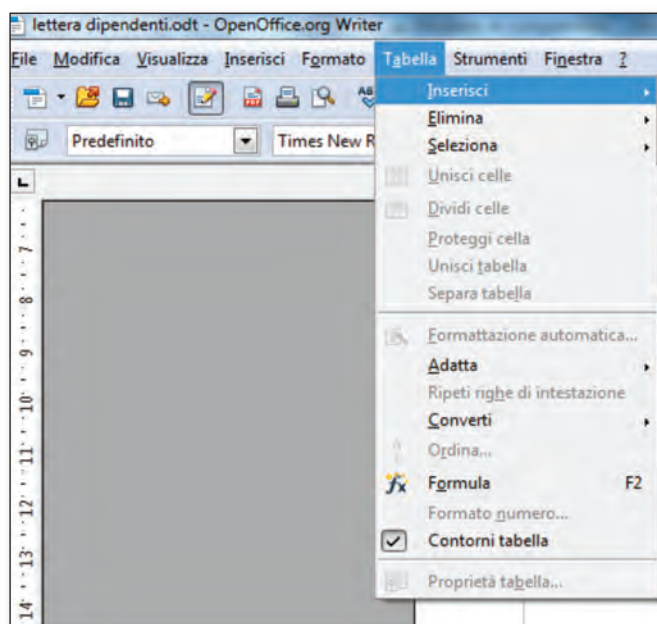 lettera dipendenti.odt - OpenOffice.org Writer
File Modifica Visualizza Inserisci Formato Tabella Strumenti Finestra ?
Predefinito Times New R
Inserisci
Elimina
Seleziona
Unisci celle
Dividi celle
Proteggi cella
Unisci tabella
Separa tabella
Formattazione automatica...
Adatta
Ripeti righe di intestazione
Converti
Ordina...
Formula F2
Formato numero...
Contorni tabella
Proprietà tabella...
7
8
9
10
11
12
13
14